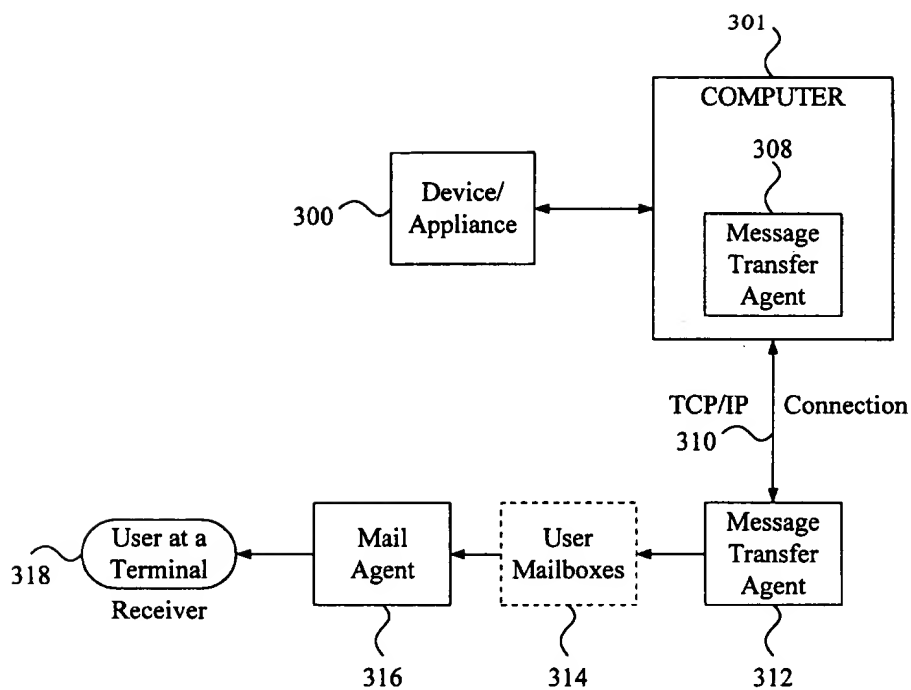 301
COMPUTER
308
Message
Transfer
Agent
Device/
Appliance
300
TCP/IP Connection
310
Message
Transfer
Agent
312
User
Mailboxes
314
Mail
Agent
316
User at a
Terminal
318
Receiver